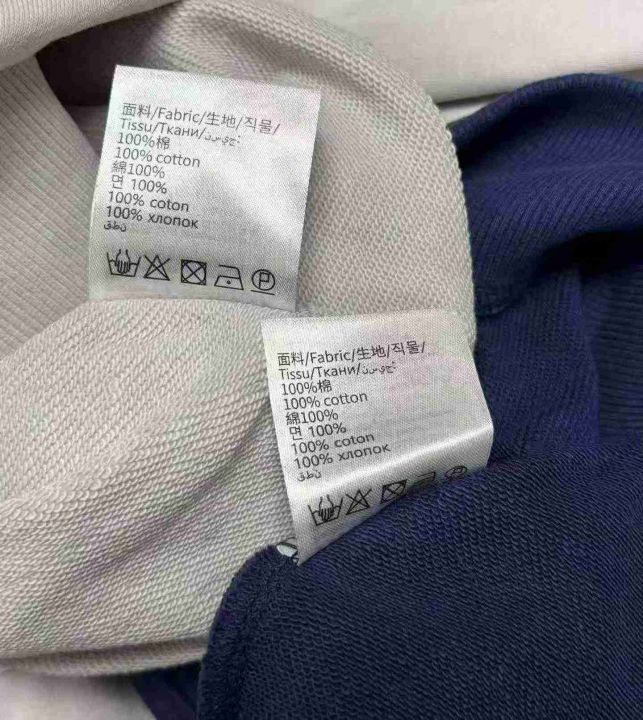 面料/Fabric/生地/직물/
Tissu/Ткани/
100%棉
100% cotton
綿100%
면 100%
100% coton
100% хлопок
قطن
面料/Fabric/生地/직물/
Tissu/Ткани/
100%棉
100% cotton
綿100%
면 100%
100% coton
100% хлопок
قطن